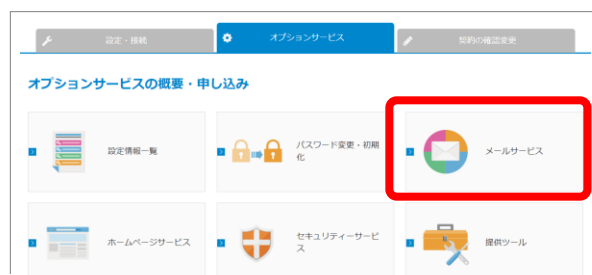 設定・接続
オプションサービス
契約の確認変更
オプションサービスの概要・申し込み
設定情報一覧
パスワード変更・初期
化
メールサービス
ホームページサービス
セキュリティーサービ
ス
提供ツール